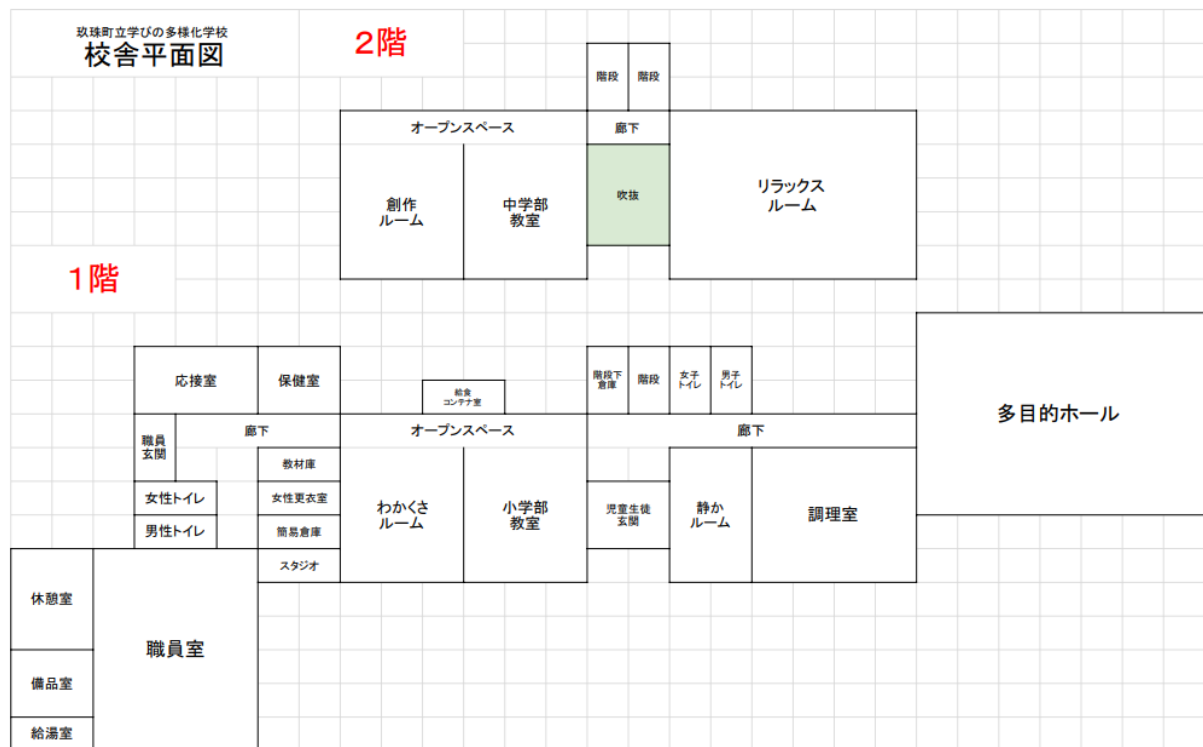 玖珠町立学びの多様化学校
校舎平面図
2階
階段
階段
オープンスペース
廊下
創作
ルーム
中学部
教室
吹抜
リラックス
ルーム
1階
応接室
保健室
給食
コンテナ室
階段下
倉庫
階段
女子
トイレ
男子
トイレ
多目的ホール
職員
玄関
廊下
オープンスペース
廊下
教材庫
女性トイレ
女性更衣室
わかくさ
ルーム
小学部
教室
児童生徒
玄関
静か
ルーム
調理室
男性トイレ
簡易倉庫
スタジオ
休憩室
職員室
備品室
給湯室